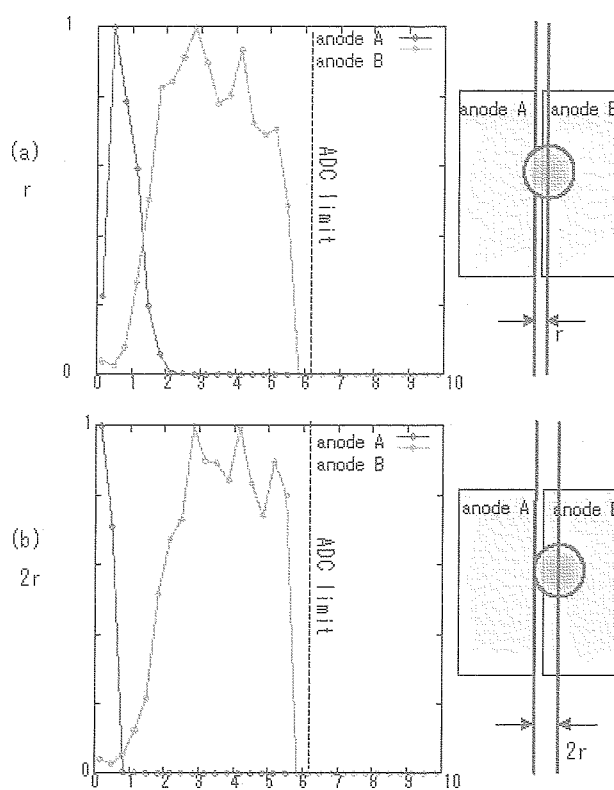 1
anode A
anode B
(a)
r
ADC limit
0
0 1 2 3 4 5 6 7 8 9 10
anode A
anode B
r
1
anode A
anode B
(b)
2r
ADC limit
0
0 1 2 3 4 5 6 7 8 9 10
anode A
anode B
2r